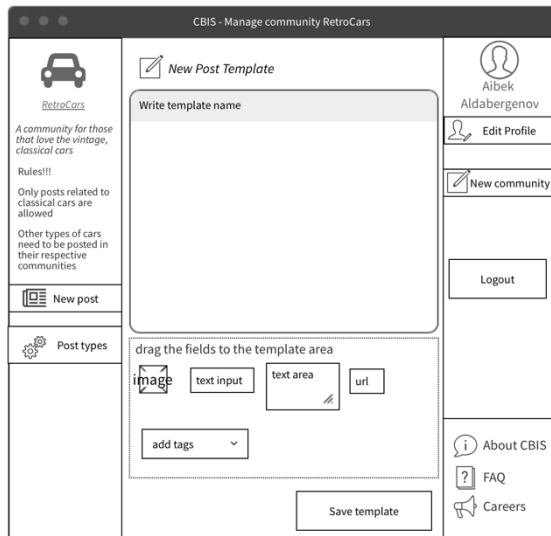 CBIS - Manage community RetroCars
RetroCars
A community for those
that love the vintage,
classical cars
Rules!!!
Only posts related to
classical cars are
allowed
Other types of cars
need to be posted in
their respective
communities
New post
Post types
New Post Template
Write template name
drag the fields to the template area
image
text input
text area
url
add tags
Save template
Aibek
Aldabergenov
Edit Profile
New community
Logout
About CBIS
FAQ
Careers